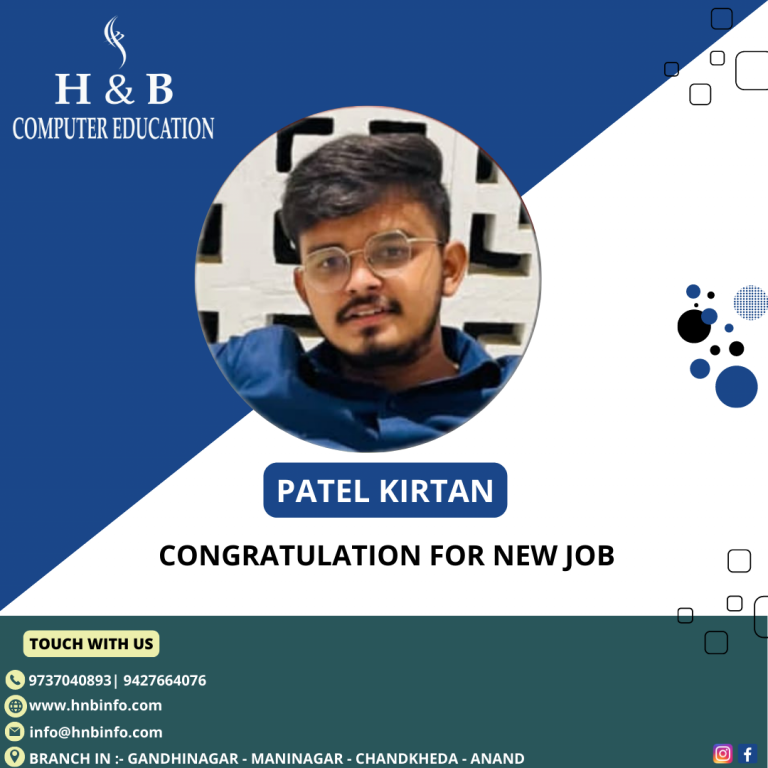 H & B
COMPUTER EDUCATION
PATEL KIRTAN
CONGRATULATION FOR NEW JOB
TOUCH WITH US
9737040893| 9427664076
www.hnbinfo.com
info@hnbinfo.com
BRANCH IN :- GANDHINAGAR - MANINAGAR - CHANDKHEDA - ANAND